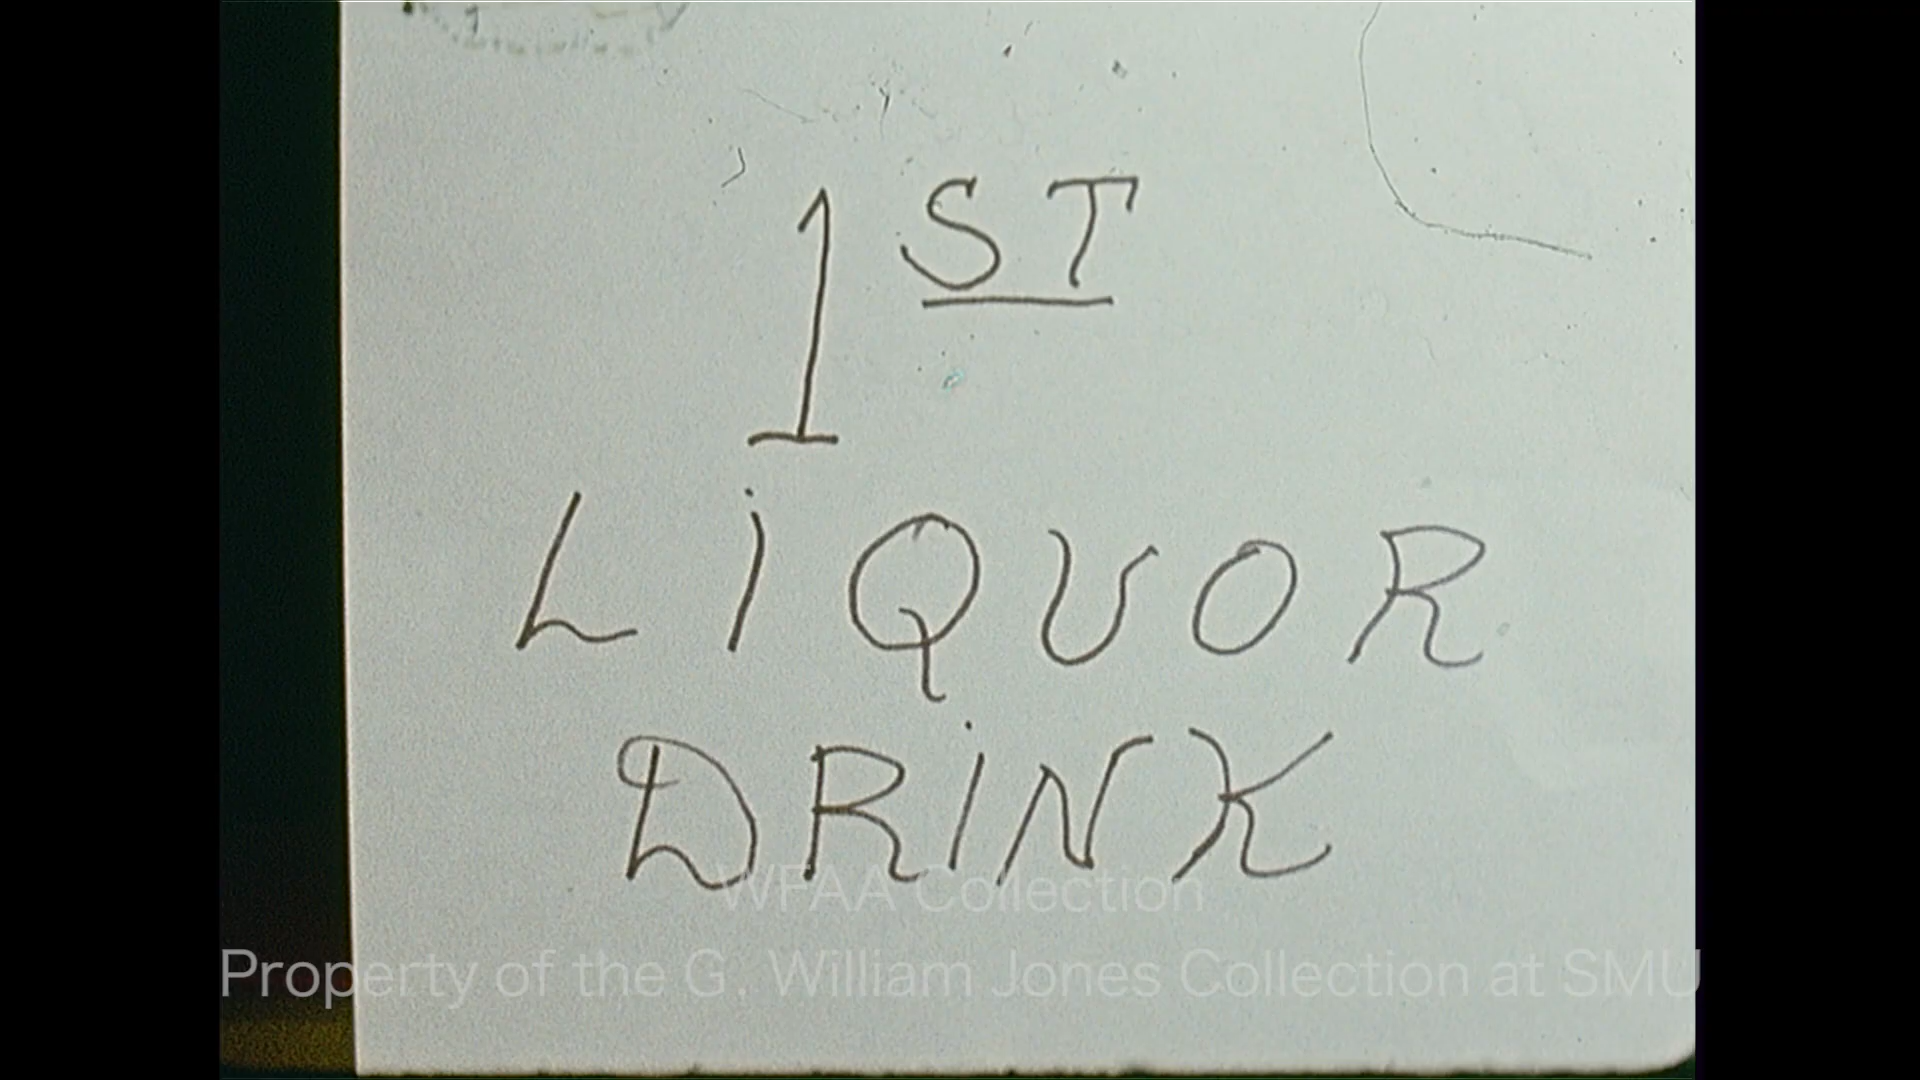 1ST
LiQUOR
DRiNK
WFAA Collection
Property of the G. William Jones Collection at SMU